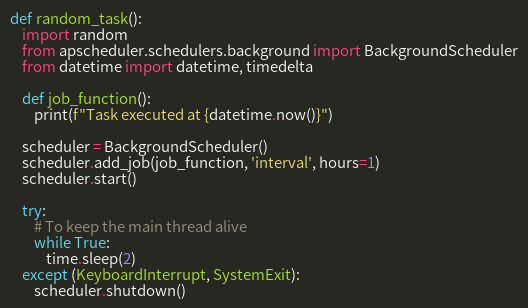 def random_task():
    import random
    from apscheduler.schedulers.background import BackgroundScheduler
    from datetime import datetime, timedelta

    def job_function():
        print(f"Task executed at {datetime.now()}")

    scheduler = BackgroundScheduler()
    scheduler.add_job(job_function, 'interval', hours=1)
    scheduler.start()

    try:
        # To keep the main thread alive
        while True:
            time.sleep(2)
    except (KeyboardInterrupt, SystemExit):
        scheduler.shutdown()